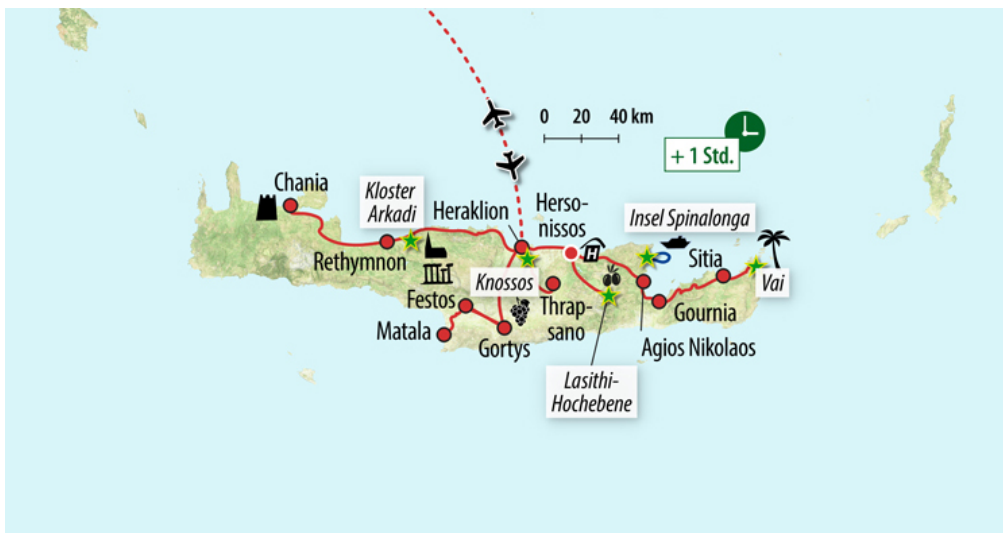 0 20 40 km
+ 1 Std.
Chania
Kloster
Arkadi
Heraklion
Herso-
nissos
Insel Spinalonga
Rethymnon
Knossos
Sitia
Vai
Festos
Thrap-
sano
Gournia
Matala
Gortys
Agios Nikolaos
Lasithi-
Hochebene
H